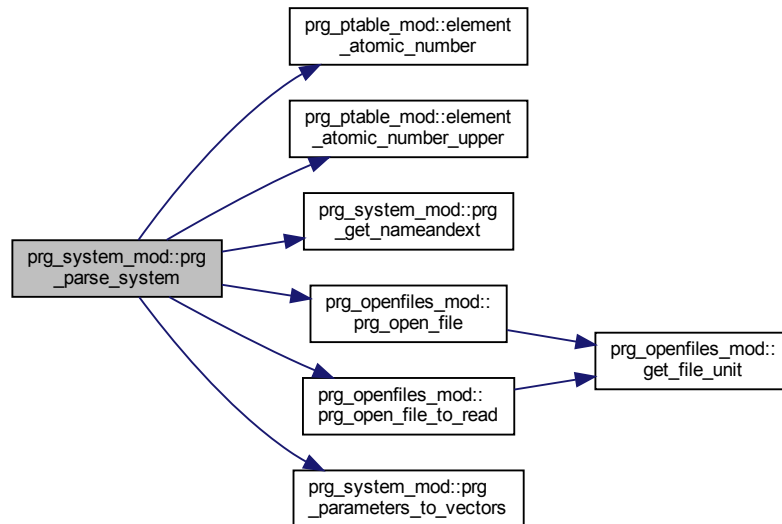 prg_ptable_mod::element
_atomic_number
prg_ptable_mod::element
_atomic_number_upper
prg_system_mod::prg
_get_nameandext
prg_system_mod::prg
_parse_system
prg_openfiles_mod::
prg_open_file
prg_openfiles_mod::
get_file_unit
prg_openfiles_mod::
prg_open_file_to_read
prg_system_mod::prg
_parameters_to_vectors